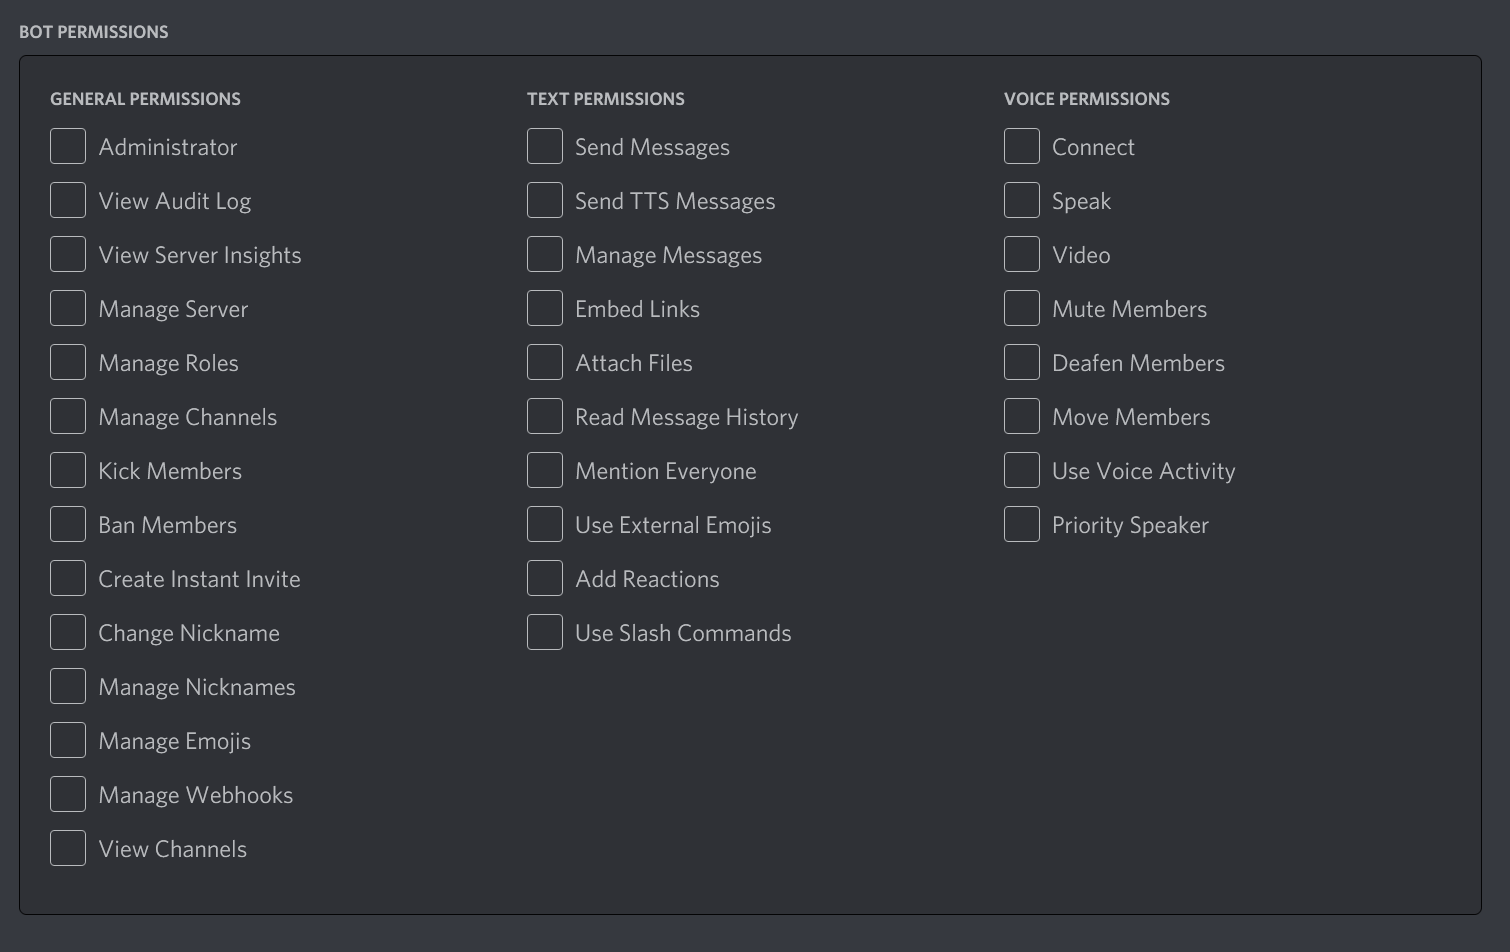 BOT PERMISSIONS
GENERAL PERMISSIONS
Administrator
View Audit Log
View Server Insights
Manage Server
Manage Roles
Manage Channels
Kick Members
Ban Members
Create Instant Invite
Change Nickname
Manage Nicknames
Manage Emojis
Manage Webhooks
View Channels
TEXT PERMISSIONS
Send Messages
Send TTS Messages
Manage Messages
Embed Links
Attach Files
Read Message History
Mention Everyone
Use External Emojis
Add Reactions
Use Slash Commands
VOICE PERMISSIONS
Connect
Speak
Video
Mute Members
Deafen Members
Move Members
Use Voice Activity
Priority Speaker